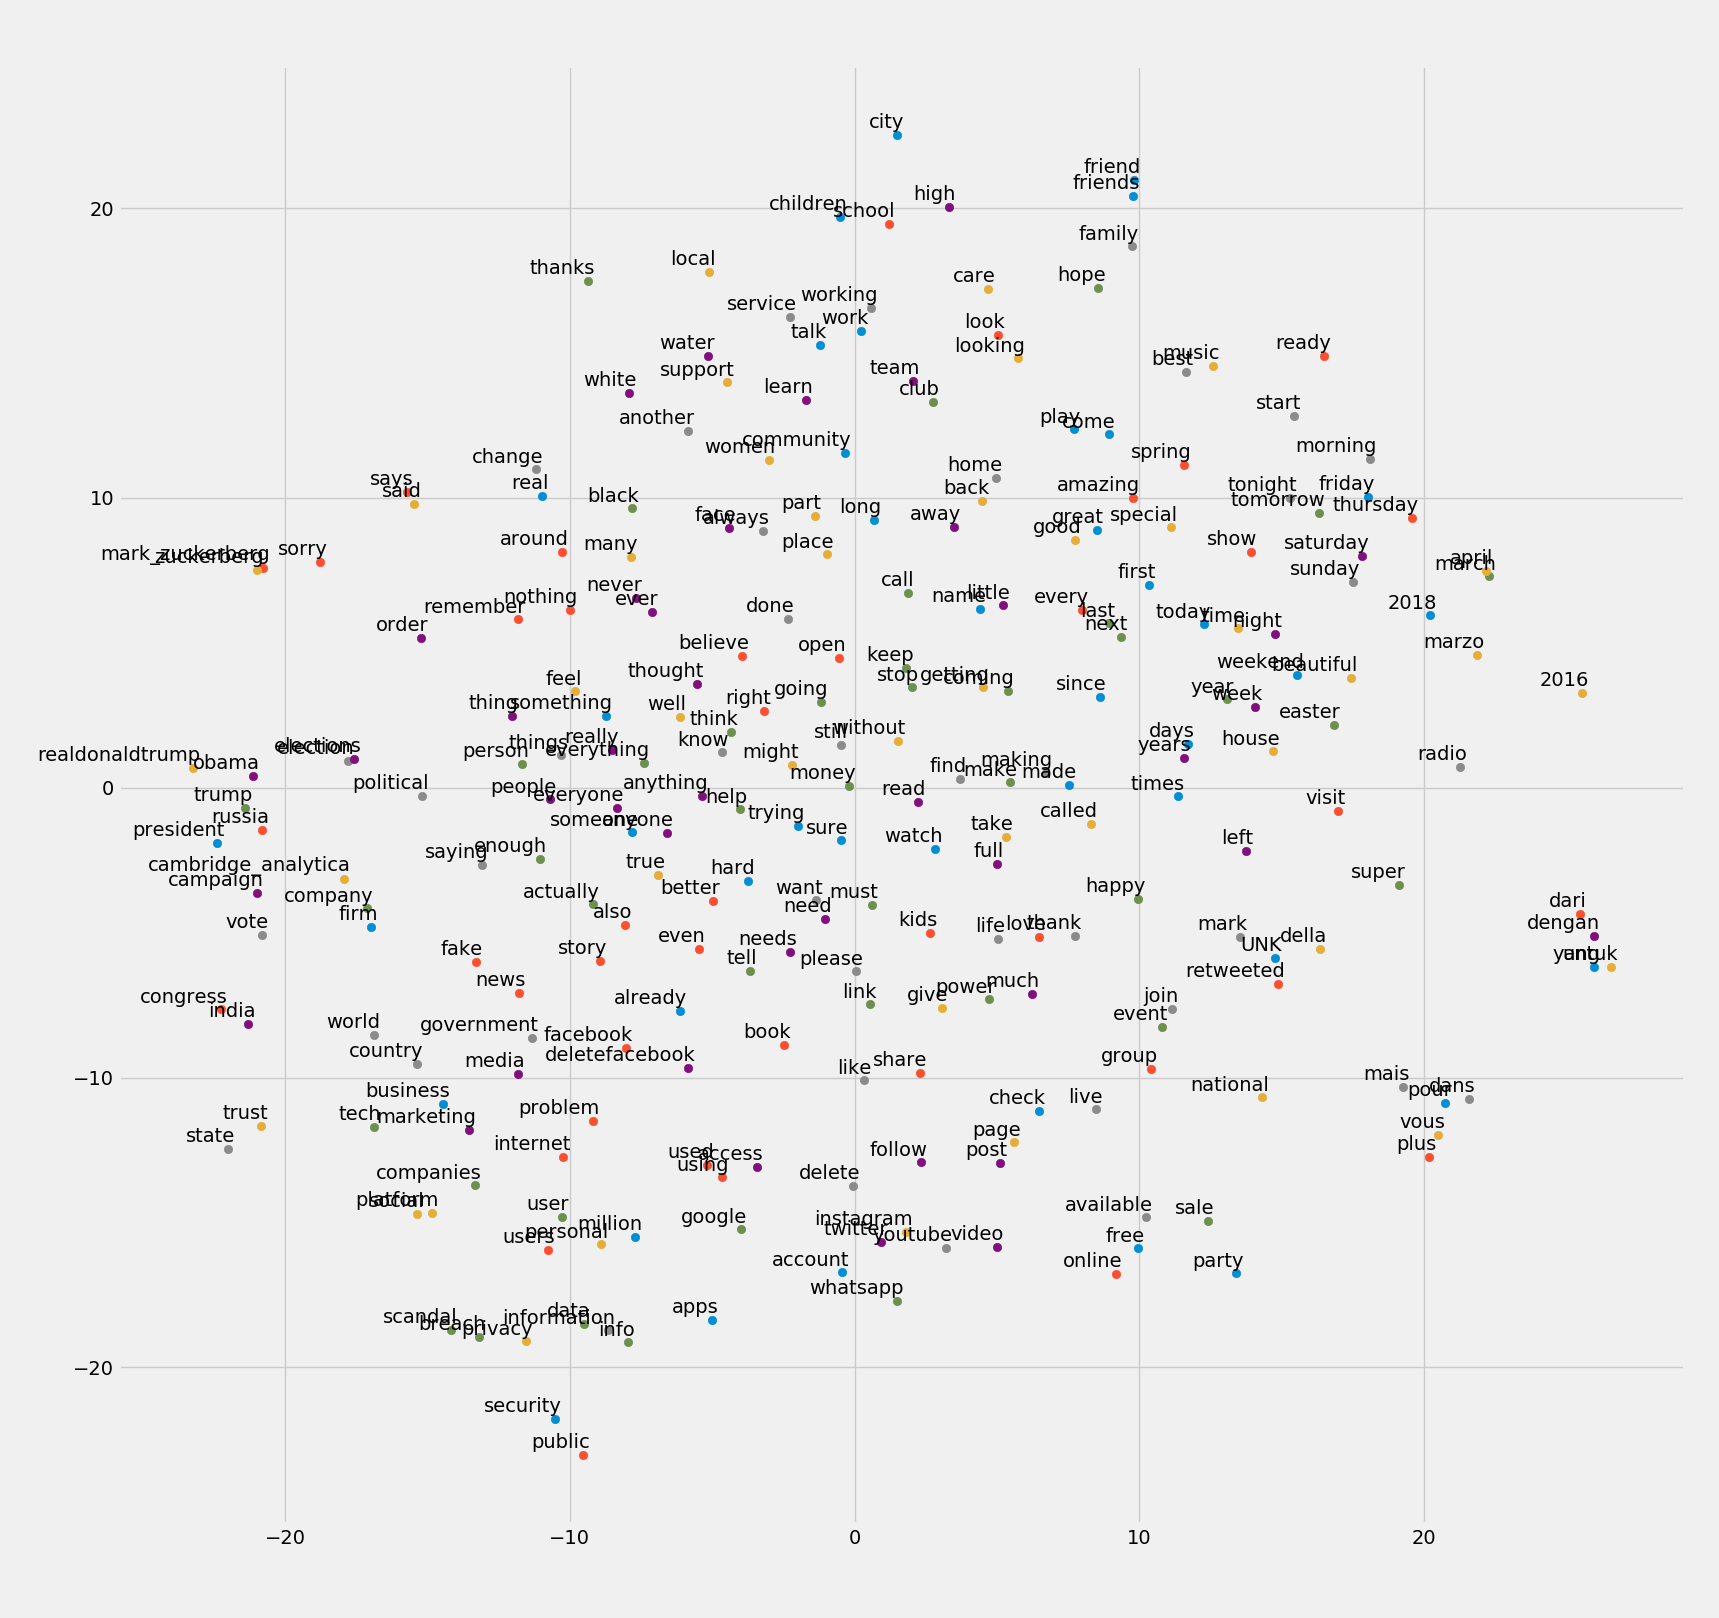 city
friend
friends
high
children
school
family
local
thanks
care
hope
working
service
work
look
talk
water
looking
music
best
ready
support
team
white
learn
club
start
another
play
come
community
women
spring
morning
change
home
says
real
back
amazing
tonight
friday
said
black
part
long
tomorrow
thursday
face
always
away
good
great
special
around
many
place
show
saturday
mark_zuckerberg
zuckerberg
sorry
april
march
sunday
call
first
never
ever
nothing
remember
name
little
every
2018
done
last
next
today
time
night
order
believe
open
keep
marzo
weekend
beautiful
thought
stop
getting
coming
feel
since
year
week
2016
thing
something
well
right
going
easter
think
without
days
really
things
know
still
years
house
elections
election
person
everything
realdonaldtrump
obama
might
making
radio
find
make
made
political
money
anything
times
people
everyone
help
read
trump
visit
russia
trying
called
someone
anyone
president
sure
watch
take
left
saying
enough
full
cambridge_analytica
true
campaign
hard
super
company
actually
better
want
must
happy
firm
also
need
dari
vote
kids
life
love
thank
mark
dengan
fake
story
even
needs
UNK
della
tell
please
yang
untuk
news
retweeted
congress
india
already
link
give
power
much
join
event
world
government
facebook
book
country
media
deletefacebook
like
share
group
business
national
mais
pour
dans
trust
tech
marketing
problem
check
live
state
page
vous
internet
plus
used
using
access
follow
post
companies
delete
platform
social
user
available
sale
million
google
instagram
users
personal
twitter
youtube
video
free
account
online
party
whatsapp
scandal
breach
privacy
data
information
info
apps
security
public
20
10
0
−10
−20
−20
−10
0
10
20